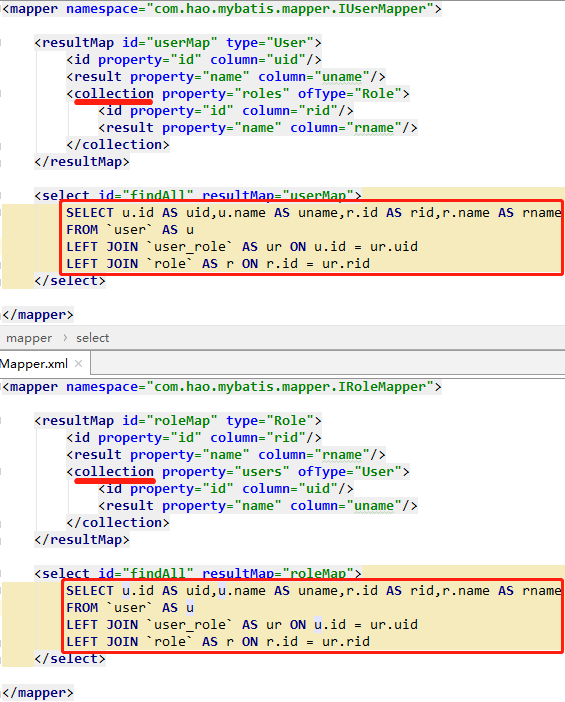 <mapper namespace="com.hao.mybatis.mapper.IUserMapper">
<resultMap id="userMap" type="User">
<id property="id" column="uid"/>
<result property="name" column="uname"/>
<collection property="roles" ofType="Role">
<id property="id" column="rid"/>
<result property="name" column="rname"/>
</collection>
</resultMap>
<select id="findAll" resultMap="userMap">
SELECT u.id AS uid,u.name AS uname,r.id AS rid,r.name AS rname
FROM `user` AS u
LEFT JOIN `user_role` AS ur ON u.id = ur.uid
LEFT JOIN `role` AS r ON r.id = ur.rid
</select>
</mapper>
mapper › select
Mapper.xml ×
<mapper namespace="com.hao.mybatis.mapper.IRoleMapper">
<resultMap id="roleMap" type="Role">
<id property="id" column="rid"/>
<result property="name" column="rname"/>
<collection property="users" ofType="User">
<id property="id" column="uid"/>
<result property="name" column="uname"/>
</collection>
</resultMap>
<select id="findAll" resultMap="roleMap">
SELECT u.id AS uid,u.name AS uname,r.id AS rid,r.name AS rname
FROM `user` AS u
LEFT JOIN `user_role` AS ur ON u.id = ur.uid
LEFT JOIN `role` AS r ON r.id = ur.rid
</select>
</mapper>